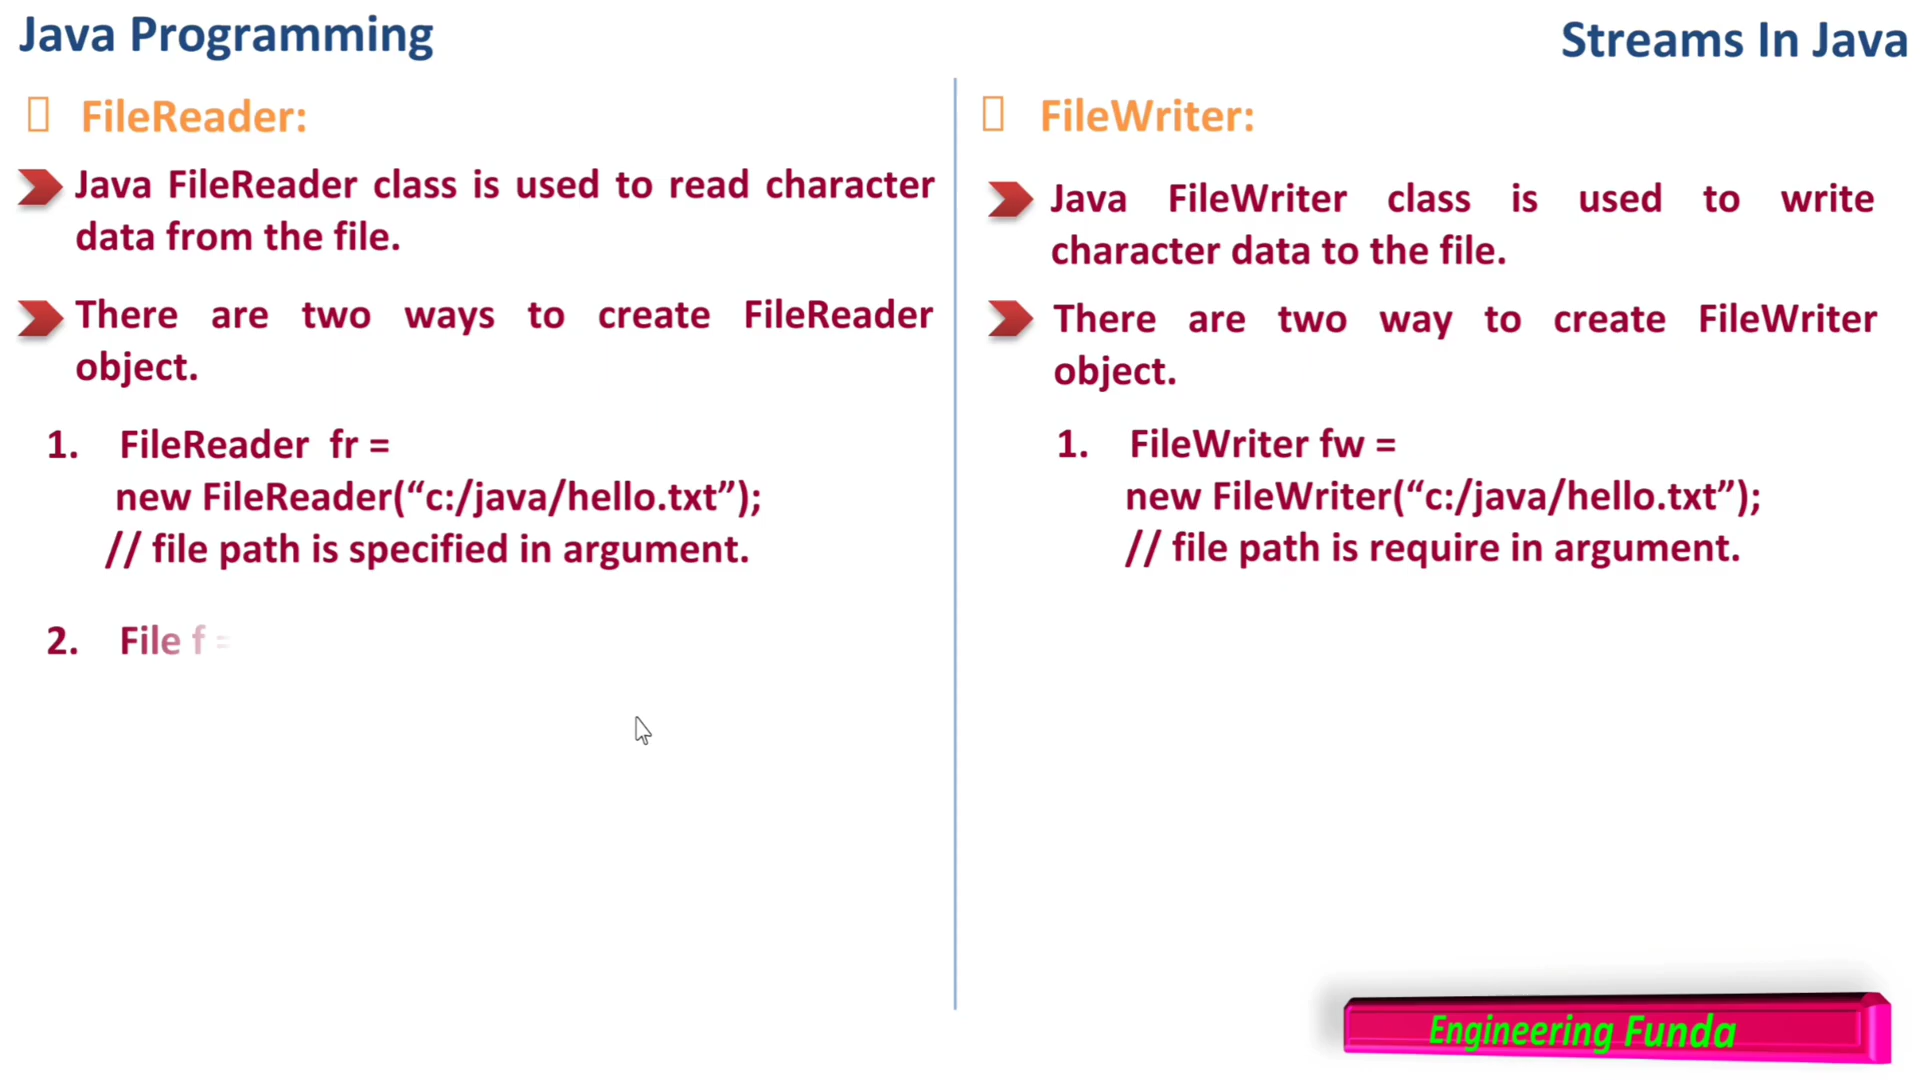 Java Programming
Streams In Java
FileReader:
Java FileReader class is used to read character
data from the file.
There are two ways to create FileReader
object.
1. FileReader fr =
new FileReader(“c:/java/hello.txt”);
// file path is specified in argument.
2. File f =
FileWriter:
Java FileWriter class is used to write
character data to the file.
There are two way to create FileWriter
object.
1. FileWriter fw =
new FileWriter(“c:/java/hello.txt”);
// file path is require in argument.
Engineering Funda